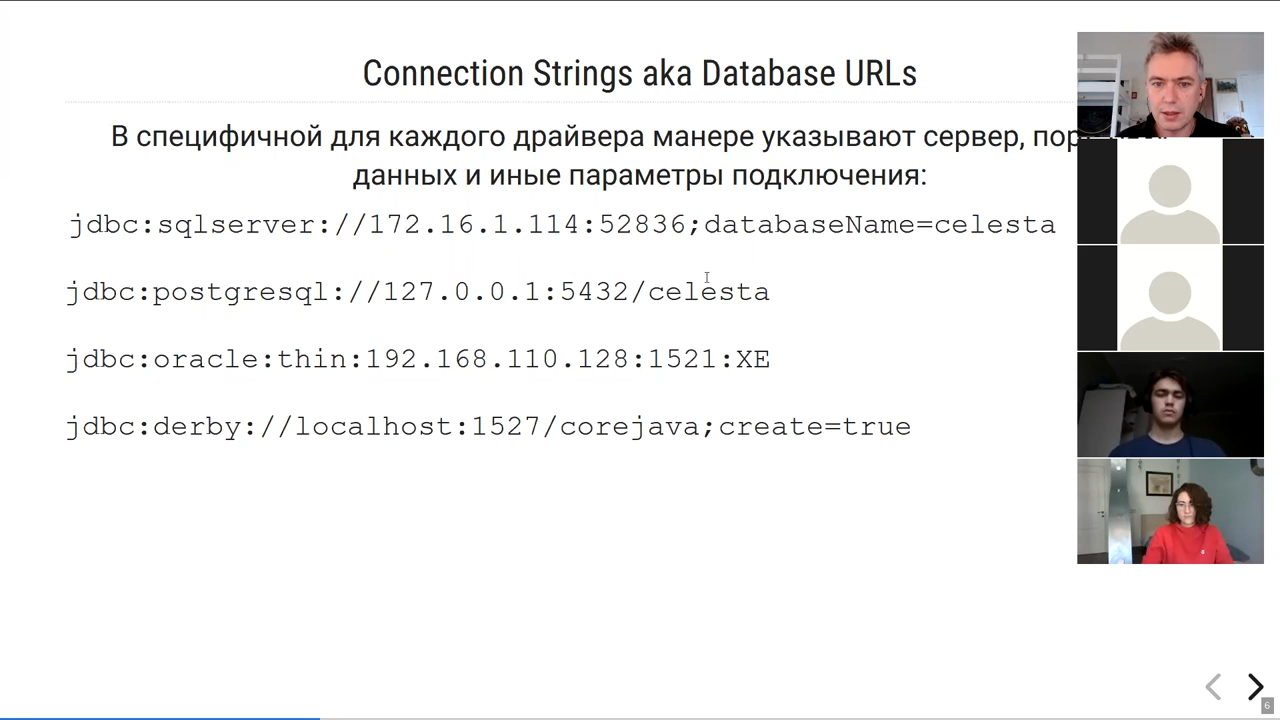 Connection Strings aka Database URLs
В специфичной для каждого драйвера манере указывают сервер,
данных и иные параметры подключения:
jdbc:sqlserver://172.16.1.114:52836;databaseName=celesta
jdbc:postgresql://127.0.0.1:5432/celesta
jdbc:oracle:thin:192.168.110.128:1521:XE
jdbc:derby://localhost:1527/corejava;create=true
6